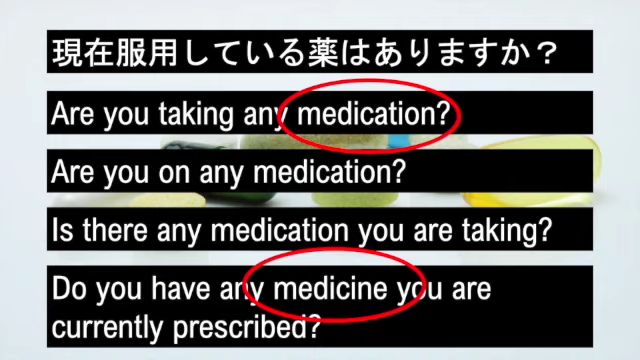 現在服用している薬はありますか？
Are you taking any medication?
Are you on any medication?
Is there any medication you are taking?
Do you have any medicine you are
currently prescribed?